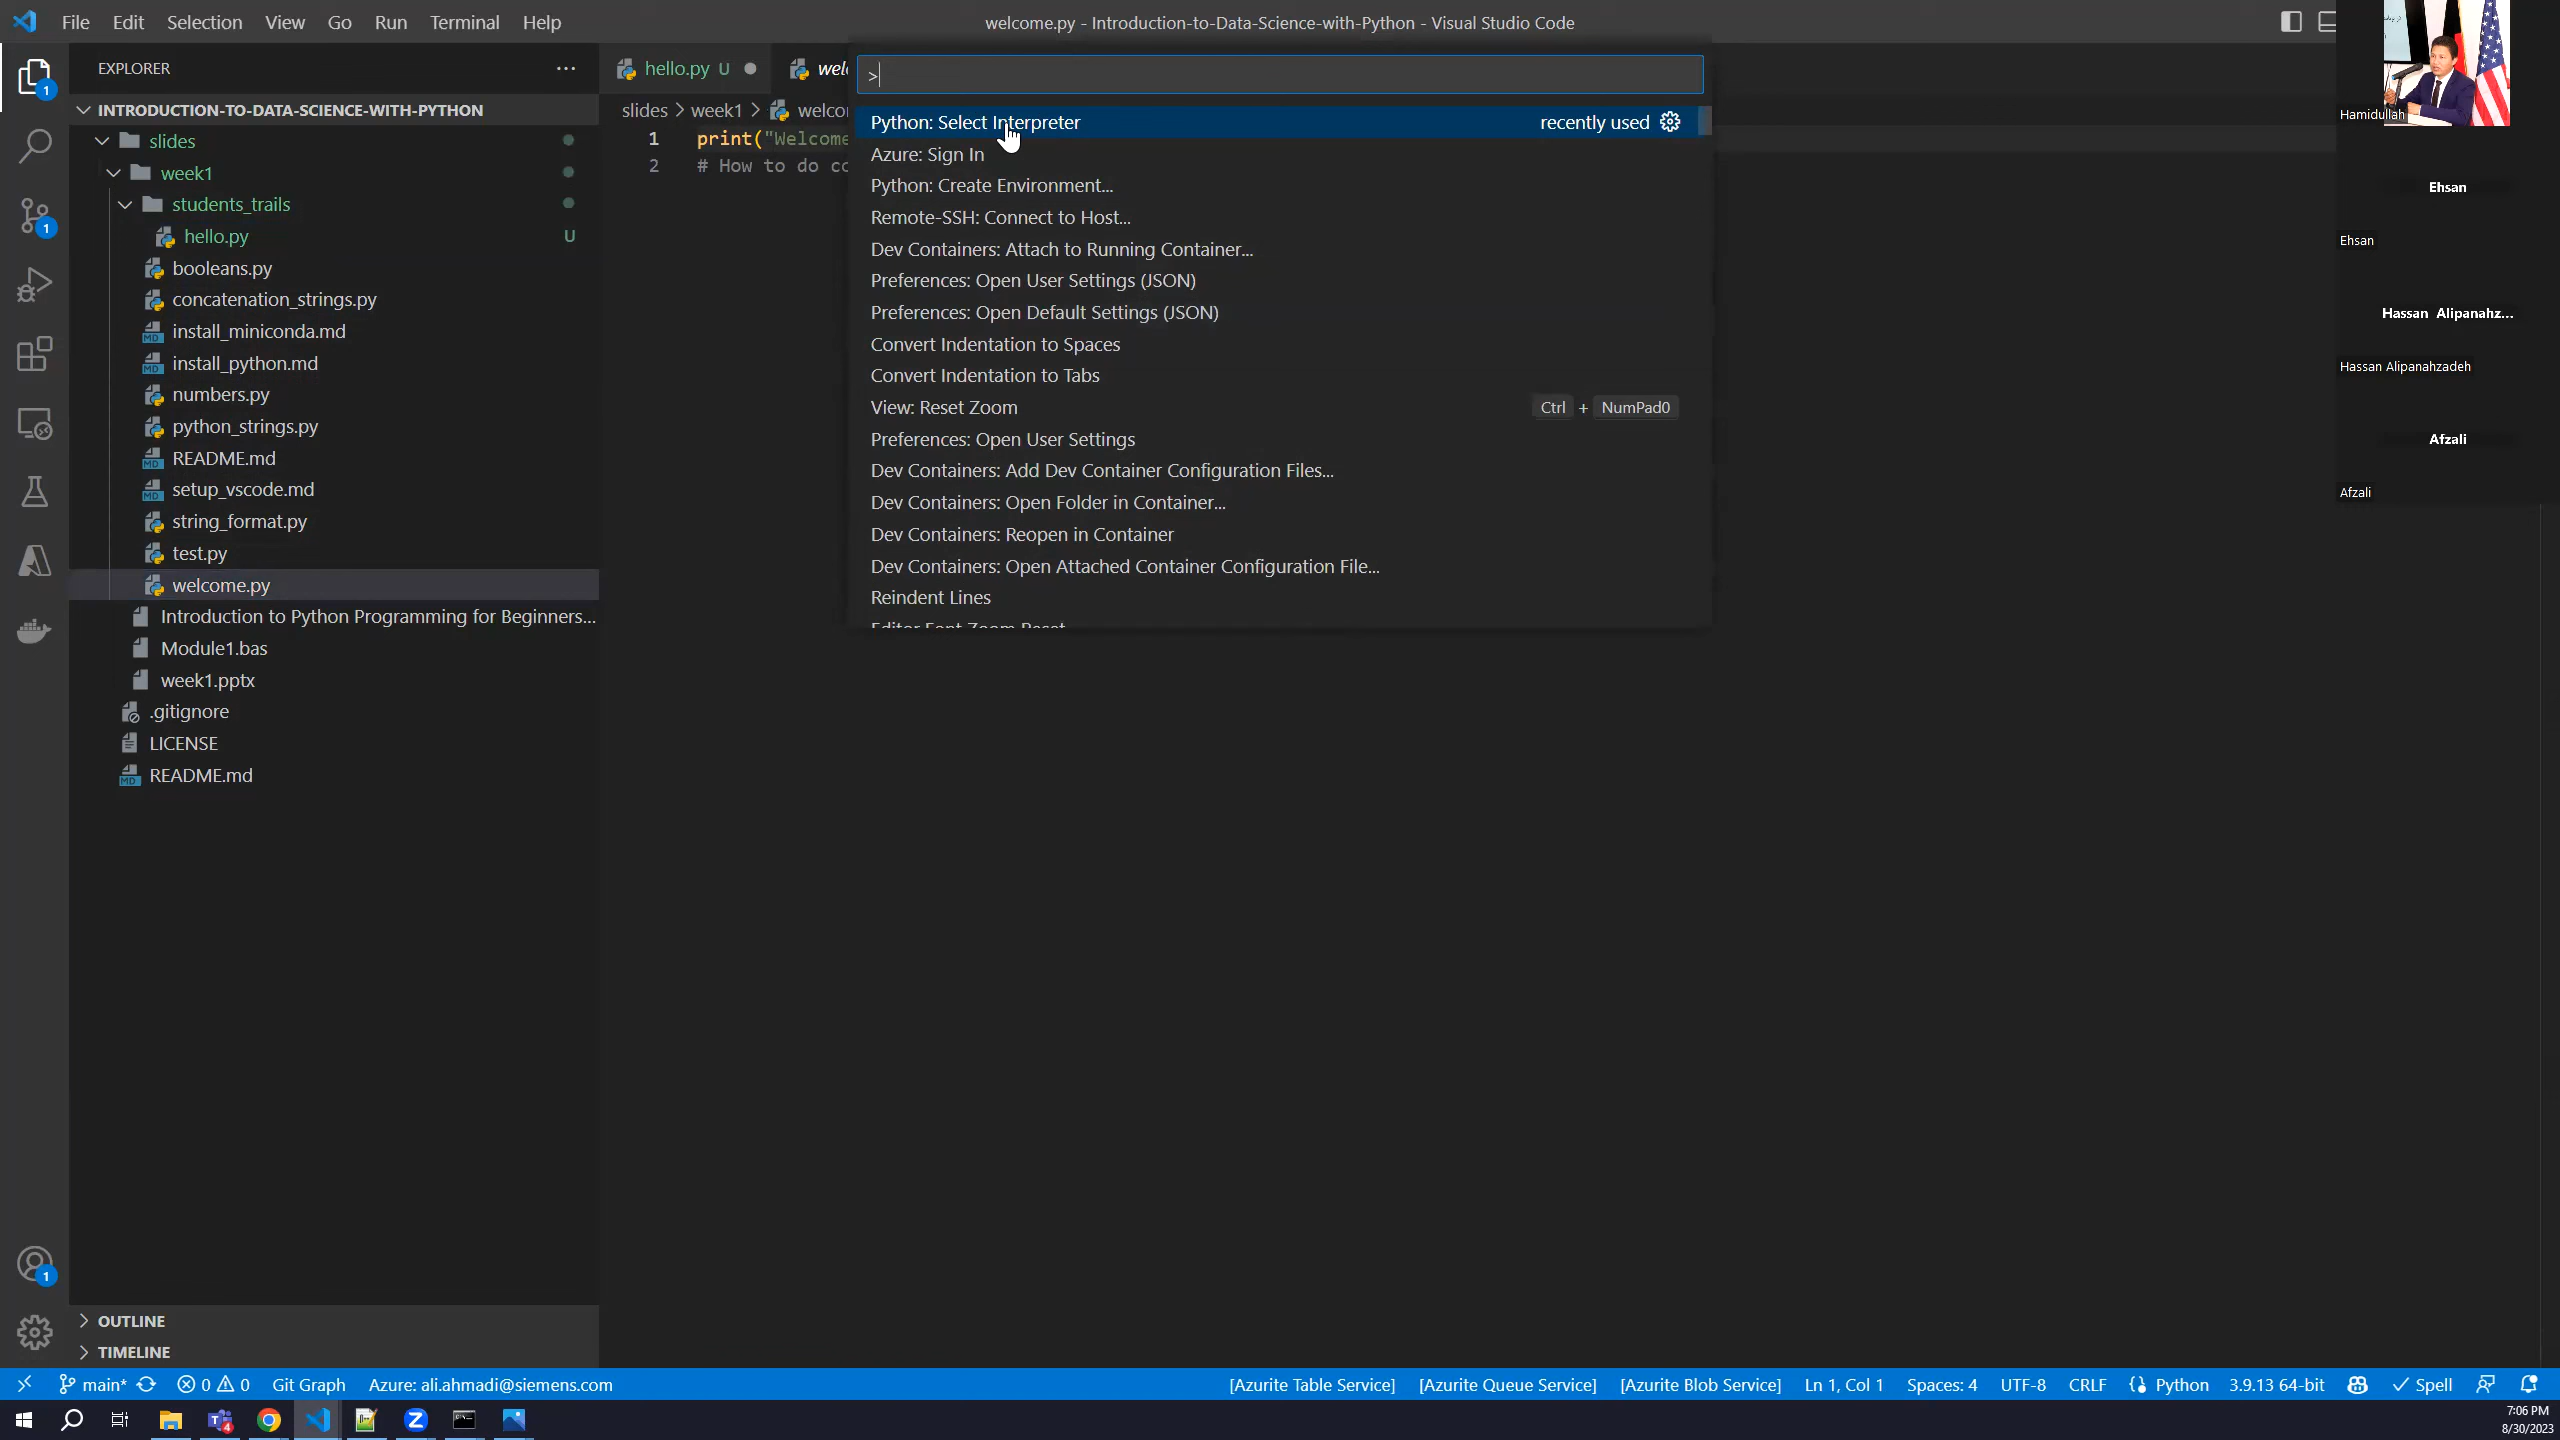 File Edit Selection View Go Run Terminal Help
welcome.py - Introduction-to-Data-Science-with-Python - Visual Studio Code
EXPLORER
INTRODUCTION-TO-DATA-SCIENCE-WITH-PYTHON
slides
week1
students_trails
hello.py U
booleans.py
concatenation_strings.py
install_miniconda.md
install_python.md
numbers.py
python_strings.py
README.md
setup_vscode.md
string_format.py
test.py
welcome.py
Introduction to Python Programming for Beginners...
Module1.bas
week1.pptx
.gitignore
LICENSE
README.md
OUTLINE
TIMELINE
hello.py U
slides > week1 >
1 print("Welcome
2 # How to do
>
Python: Select Interpreter recently used
Azure: Sign In
Python: Create Environment...
Remote-SSH: Connect to Host...
Dev Containers: Attach to Running Container...
Preferences: Open User Settings (JSON)
Preferences: Open Default Settings (JSON)
Convert Indentation to Spaces
Convert Indentation to Tabs
View: Reset Zoom Ctrl + NumPad0
Preferences: Open User Settings
Dev Containers: Add Dev Container Configuration Files...
Dev Containers: Open Folder in Container...
Dev Containers: Reopen in Container
Dev Containers: Open Attached Container Configuration File...
Reindent Lines
Editor Font Zoom Reset
Hamidullah
Ehsan
Ehsan
Hassan Alipanahz...
Hassan Alipanahzadeh
Afzali
Afzali
1
1
1
main* 0 0 Git Graph Azure: ali.ahmadi@siemens.com [Azurite Table Service] [Azurite Queue Service] [Azurite Blob Service] Ln 1, Col 1 Spaces: 4 UTF-8 CRLF Python 3.9.13 64-bit Spell
4
7:06 PM
8/30/2023